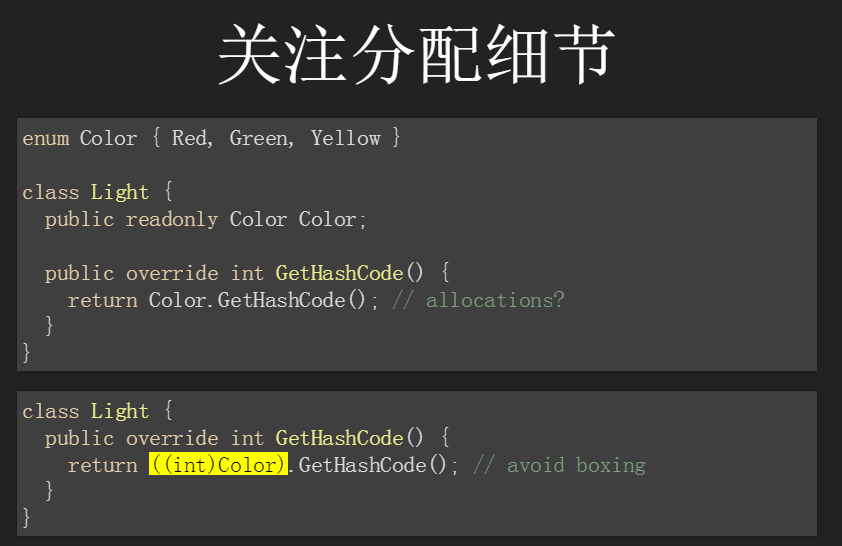 关注分配细节
enum Color { Red, Green, Yellow }
class Light {
  public readonly Color Color;
  public override int GetHashCode() {
    return Color.GetHashCode(); // allocations?
  }
}
class Light {
  public override int GetHashCode() {
    return ((int)Color).GetHashCode(); // avoid boxing
  }
}